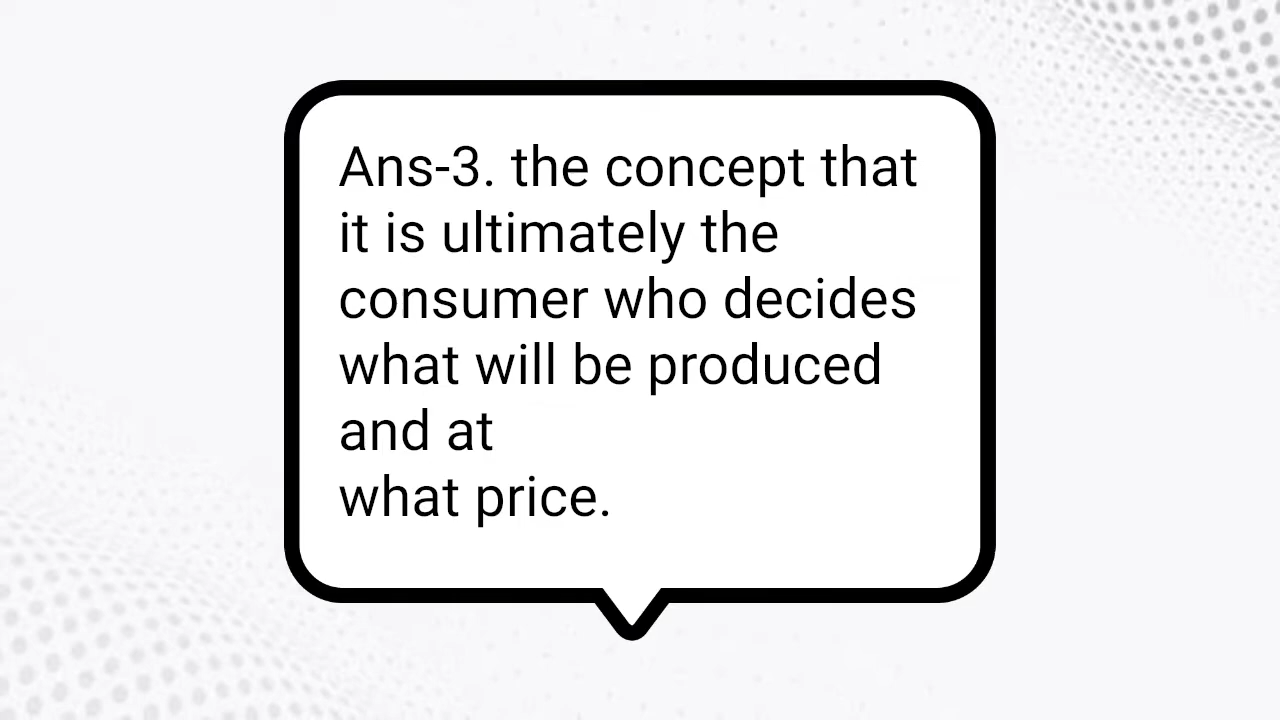 Ans-3. the concept that
it is ultimately the
consumer who decides
what will be produced
and at
what price.